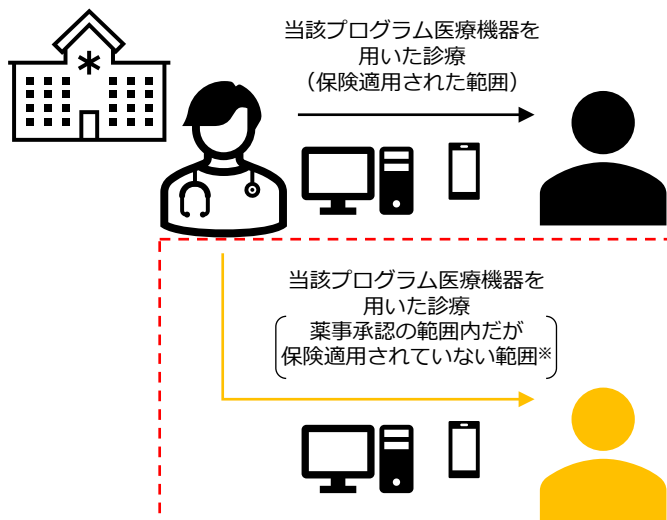 当該プログラム医療機器を
用いた診療
（保険適用された範囲）
当該プログラム医療機器を
用いた診療
薬事承認の範囲内だが
保険適用されていない範囲※